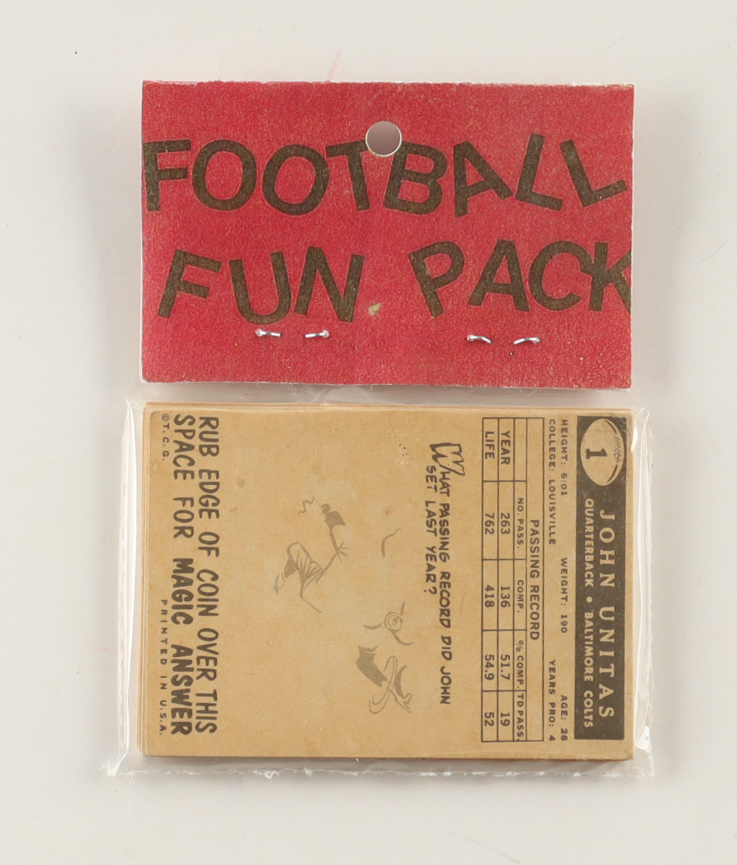 FOOTBALL
FUN PACK
1
JOHN UNITAS
QUARTERBACK • BALTIMORE COLTS
HEIGHT: 6:01 WEIGHT: 190 AGE: 26
COLLEGE: LOUISVILLE YEARS PRO: 4
PASSING RECORD
NO. PASS. COMP. % COMP. TD PASS.
YEAR 263 136 51.7 19
LIFE 762 418 54.9 52
WHAT PASSING RECORD DID JOHN
SET LAST YEAR?
RUB EDGE OF COIN OVER THIS
SPACE FOR MAGIC ANSWER
©T.C.G. PRINTED IN U.S.A.